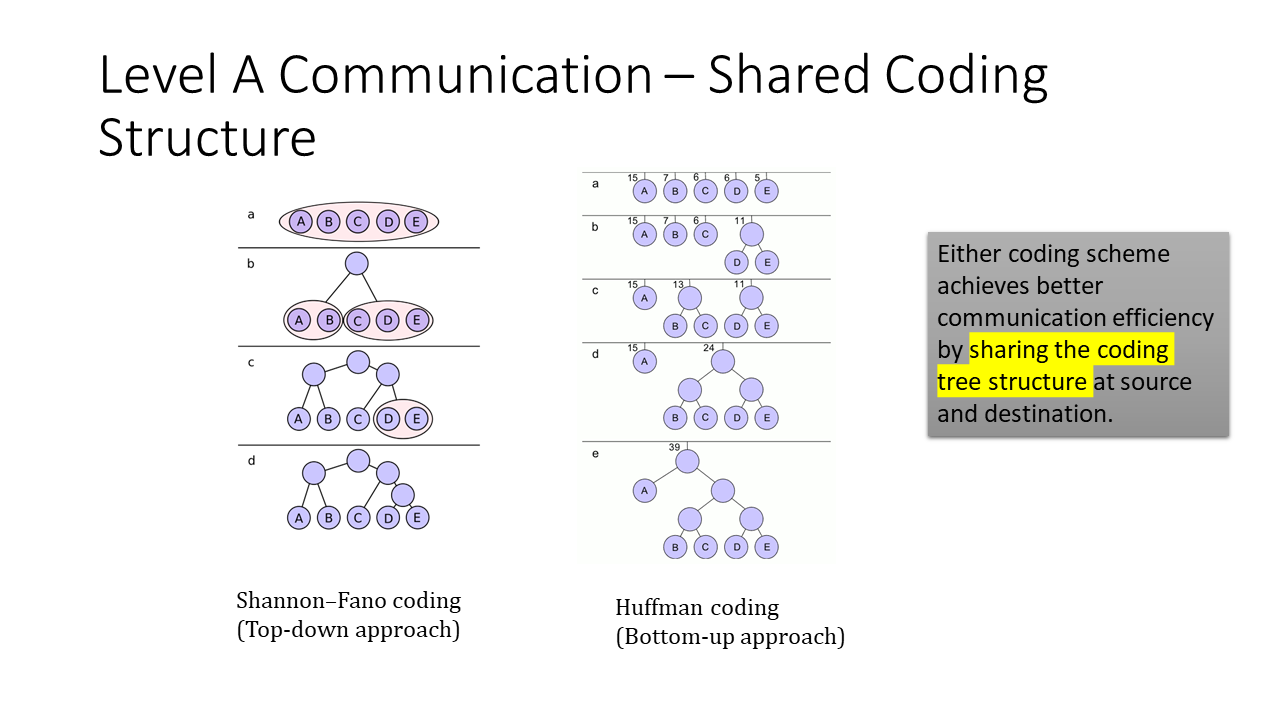 Level A Communication – Shared Coding
Structure
a
A B C D E
b
A B C D E
c
A B C D E
d
A B C D E
Shannon–Fano coding
(Top-down approach)
a
15 7 6 6 5
A B C D E
b
15 7 6 11
A B C
D E
c
15 13 11
A
B C D E
d
15 24
A
B C D E
e
39
A
B C D E
Huffman coding
(Bottom-up approach)
Either coding scheme
achieves better
communication efficiency
by sharing the coding
tree structure at source
and destination.